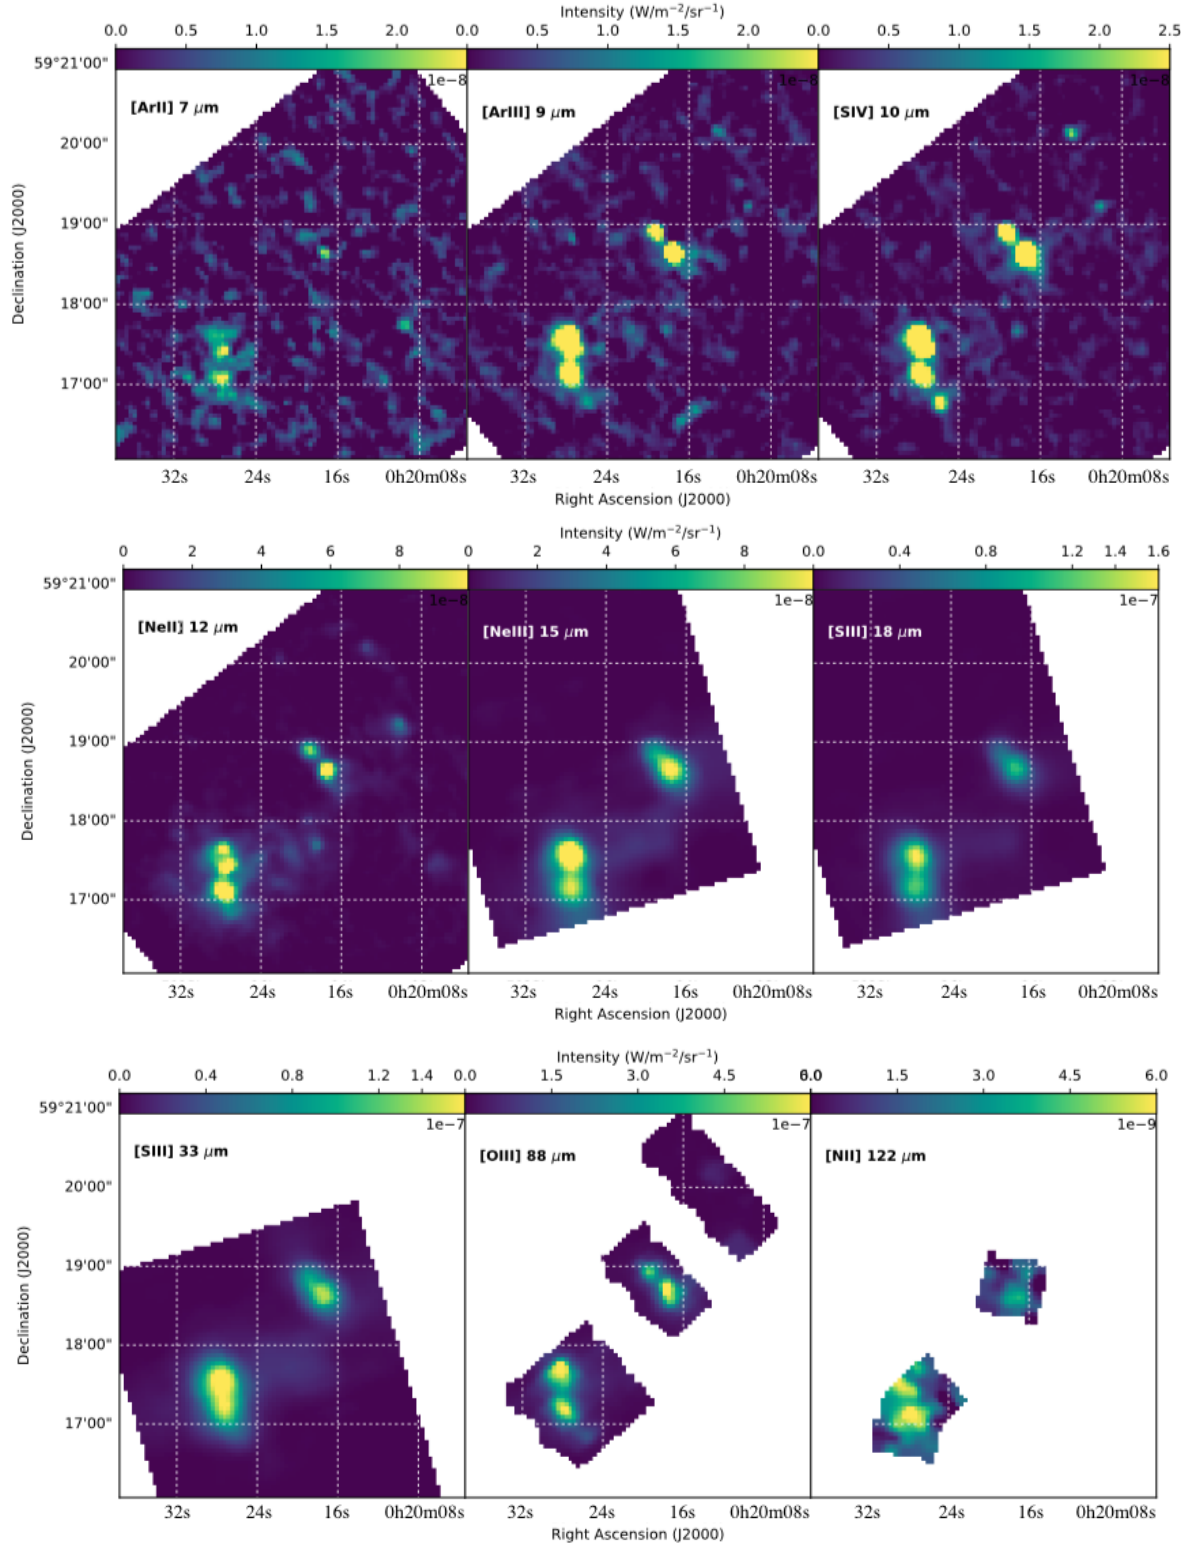 Intensity (W/m−2/sr−1)
0.0 0.5 1.0 1.5 2.0 0.0 0.5 1.0 1.5 2.0 0.0 0.5 1.0 1.5 2.0 2.5
59°21'00"
1e−8 1e−8 1e−8
[ArII] 7 μm [ArIII] 9 μm [SIV] 10 μm
20'00"
19'00"
18'00"
17'00"
Declination (J2000)
32s 24s 16s 0h20m08s 32s 24s 16s 0h20m08s 32s 24s 16s 0h20m08s
Right Ascension (J2000)
Intensity (W/m−2/sr−1)
0 2 4 6 8 0 2 4 6 8 0.0 0.4 0.8 1.2 1.4 1.6
59°21'00"
1e−8 1e−8 1e−7
[NeII] 12 μm [NeIII] 15 μm [SIII] 18 μm
20'00"
19'00"
18'00"
17'00"
Declination (J2000)
32s 24s 16s 0h20m08s 32s 24s 16s 0h20m08s 32s 24s 16s 0h20m08s
Right Ascension (J2000)
Intensity (W/m−2/sr−1)
0.0 0.4 0.8 1.2 1.4 0.0 1.5 3.0 4.5 6.0 0.0 1.5 3.0 4.5 6.0
59°21'00"
1e−7 1e−7 1e−9
[SIII] 33 μm [OIII] 88 μm [NII] 122 μm
20'00"
19'00"
18'00"
17'00"
Declination (J2000)
32s 24s 16s 0h20m08s 32s 24s 16s 0h20m08s 32s 24s 16s 0h20m08s
Right Ascension (J2000)